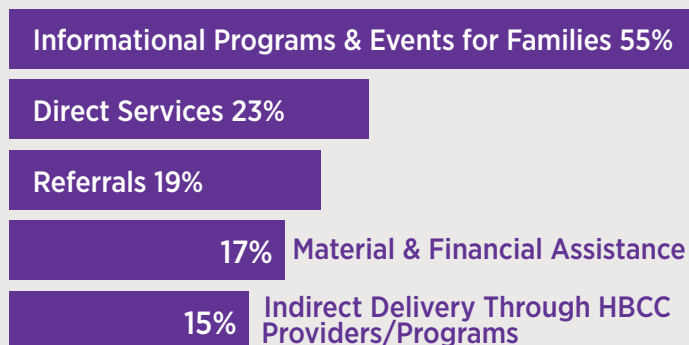 Informational Programs & Events for Families 55%
Direct Services 23%
Referrals 19%
17% Material & Financial Assistance
15% Indirect Delivery Through HBCC
Providers/Programs